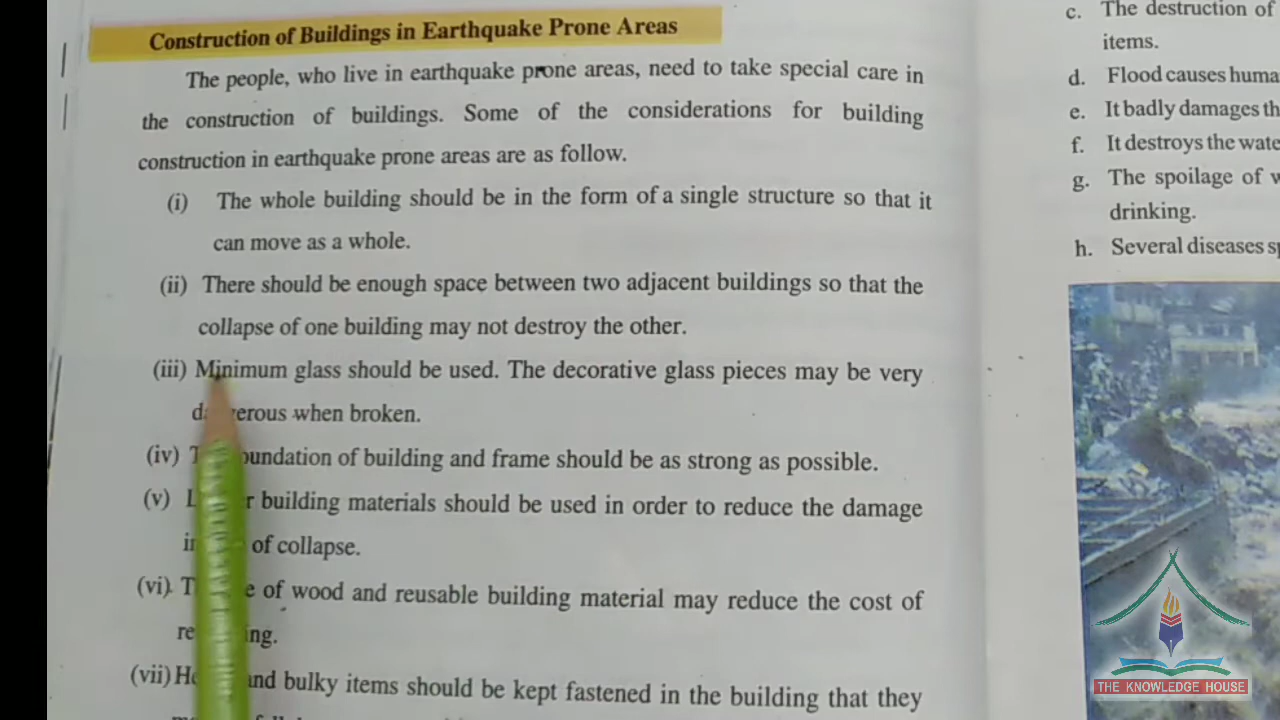 Construction of Buildings in Earthquake Prone Areas
The people, who live in earthquake prone areas, need to take special care in
the construction of buildings. Some of the considerations for building
construction in earthquake prone areas are as follow.
(i) The whole building should be in the form of a single structure so that it
can move as a whole.
(ii) There should be enough space between two adjacent buildings so that the
collapse of one building may not destroy the other.
(iii) Minimum glass should be used. The decorative glass pieces may be very
when broken.
(iv) of building and frame should be as strong as possible.
(v) building materials should be used in order to reduce the damage
of collapse.
(vi) of wood and reusable building material may reduce the cost of
(vii) and bulky items should be kept fastened in the building that they
c. The destruction of
items.
d. Flood causes
e. It badly damages
f. It destroys the
g. The spoilage of
drinking.
h. Several diseases
THE KNOWLEDGE HOUSE